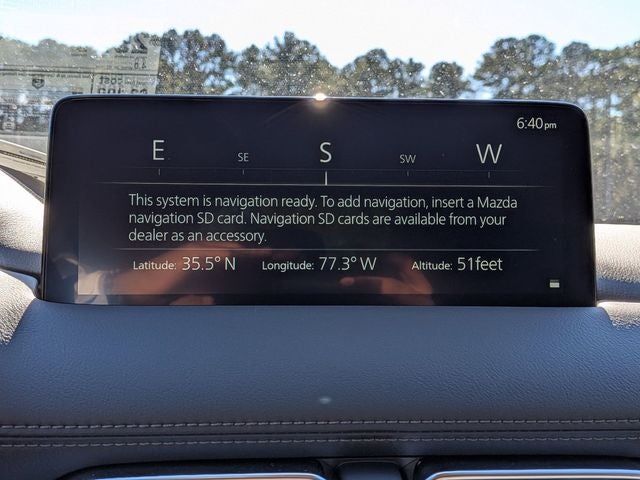 6:40pm
E SE S SW W
This system is navigation ready. To add navigation, insert a Mazda
navigation SD card. Navigation SD cards are available from your
dealer as an accessory.
Latitude: 35.5° N Longitude: 77.3° W Altitude: 51feet